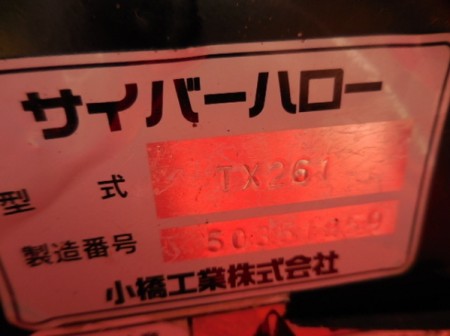 サイバーハロー
型式 TX261
製造番号
小橋工業株式会社